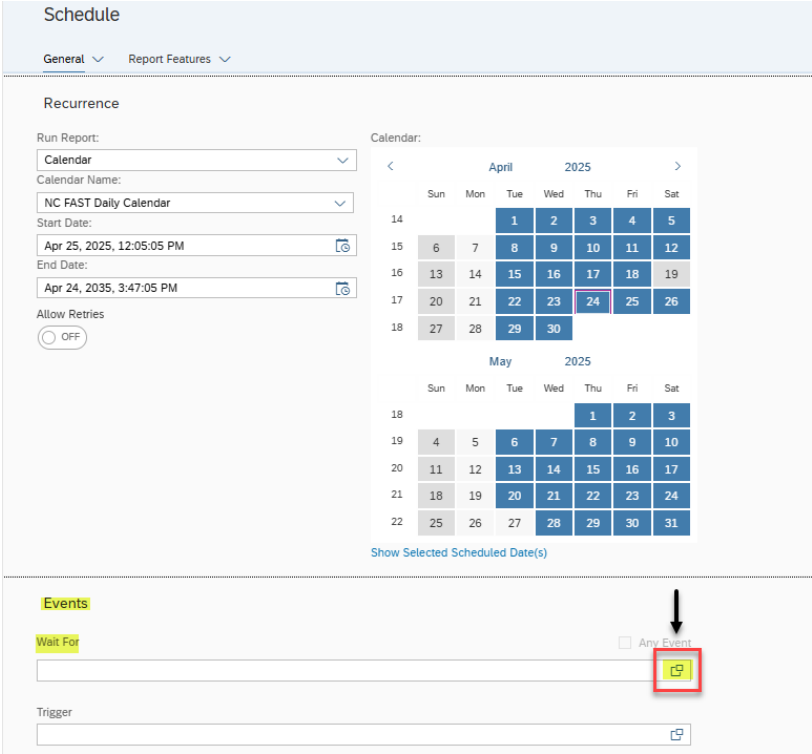 Schedule
General Report Features
Recurrence
Run Report:
Calendar
Calendar Name:
NC FAST Daily Calendar
Start Date:
Apr 25, 2025, 12:05:05 PM
End Date:
Apr 24, 2035, 3:47:05 PM
Allow Retries
OFF
Calendar:
April 2025
Sun Mon Tue Wed Thu Fri Sat
14 1 2 3 4 5
15 6 7 8 9 10 11 12
16 13 14 15 16 17 18 19
17 20 21 22 23 24 25 26
18 27 28 29 30
May 2025
Sun Mon Tue Wed Thu Fri Sat
18 1 2 3
19 4 5 6 7 8 9 10
20 11 12 13 14 15 16 17
21 18 19 20 21 22 23 24
22 25 26 27 28 29 30 31
Show Selected Scheduled Date(s)
Events
Wait For Any Event
Trigger